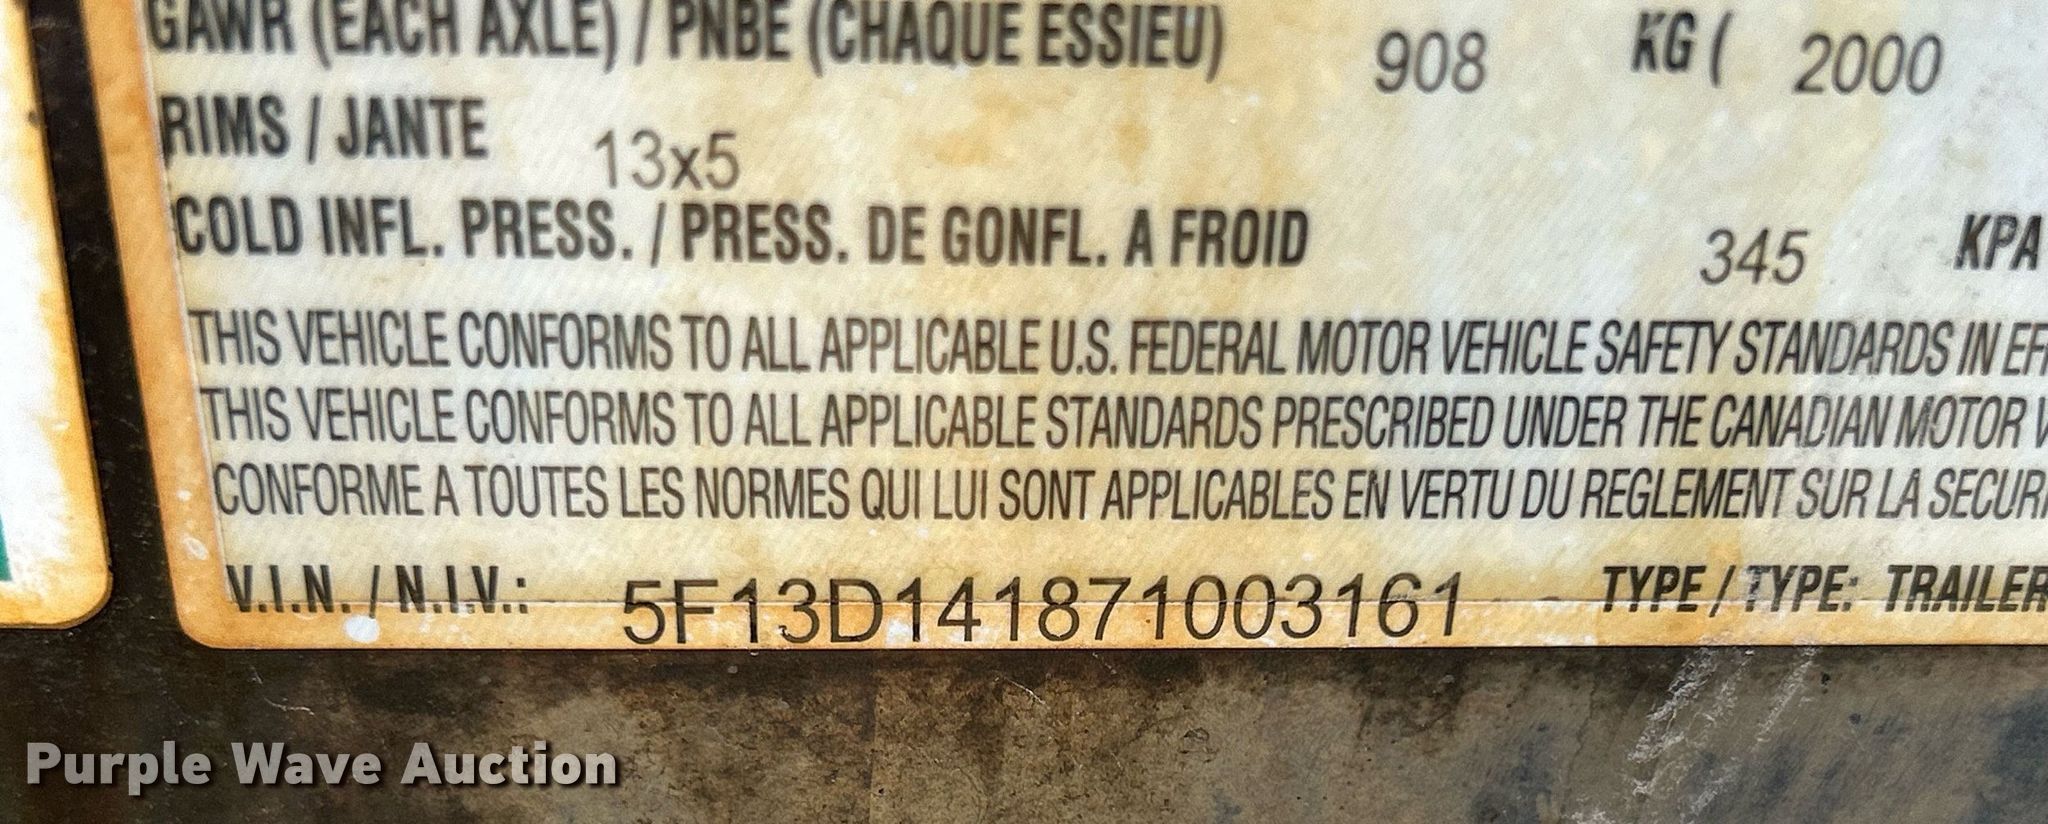 GAWR (EACH AXLE) / PNBE (CHAQUE ESSIEU) 908 KG ( 2000
RIMS / JANTE 13x5
COLD INFL. PRESS. / PRESS. DE GONFL. A FROID 345 KPA
THIS VEHICLE CONFORMS TO ALL APPLICABLE U.S. FEDERAL MOTOR VEHICLE SAFETY STANDARDS IN EF
THIS VEHICLE CONFORMS TO ALL APPLICABLE STANDARDS PRESCRIBED UNDER THE CANADIAN MOTOR V
CONFORME A TOUTES LES NORMES QUI LUI SONT APPLICABLES EN VERTU DU REGLEMENT SUR LA SECURI
V.I.N. / N.I.V.: 5F13D141871003161 TYPE / TYPE: TRAILER
Purple Wave Auction